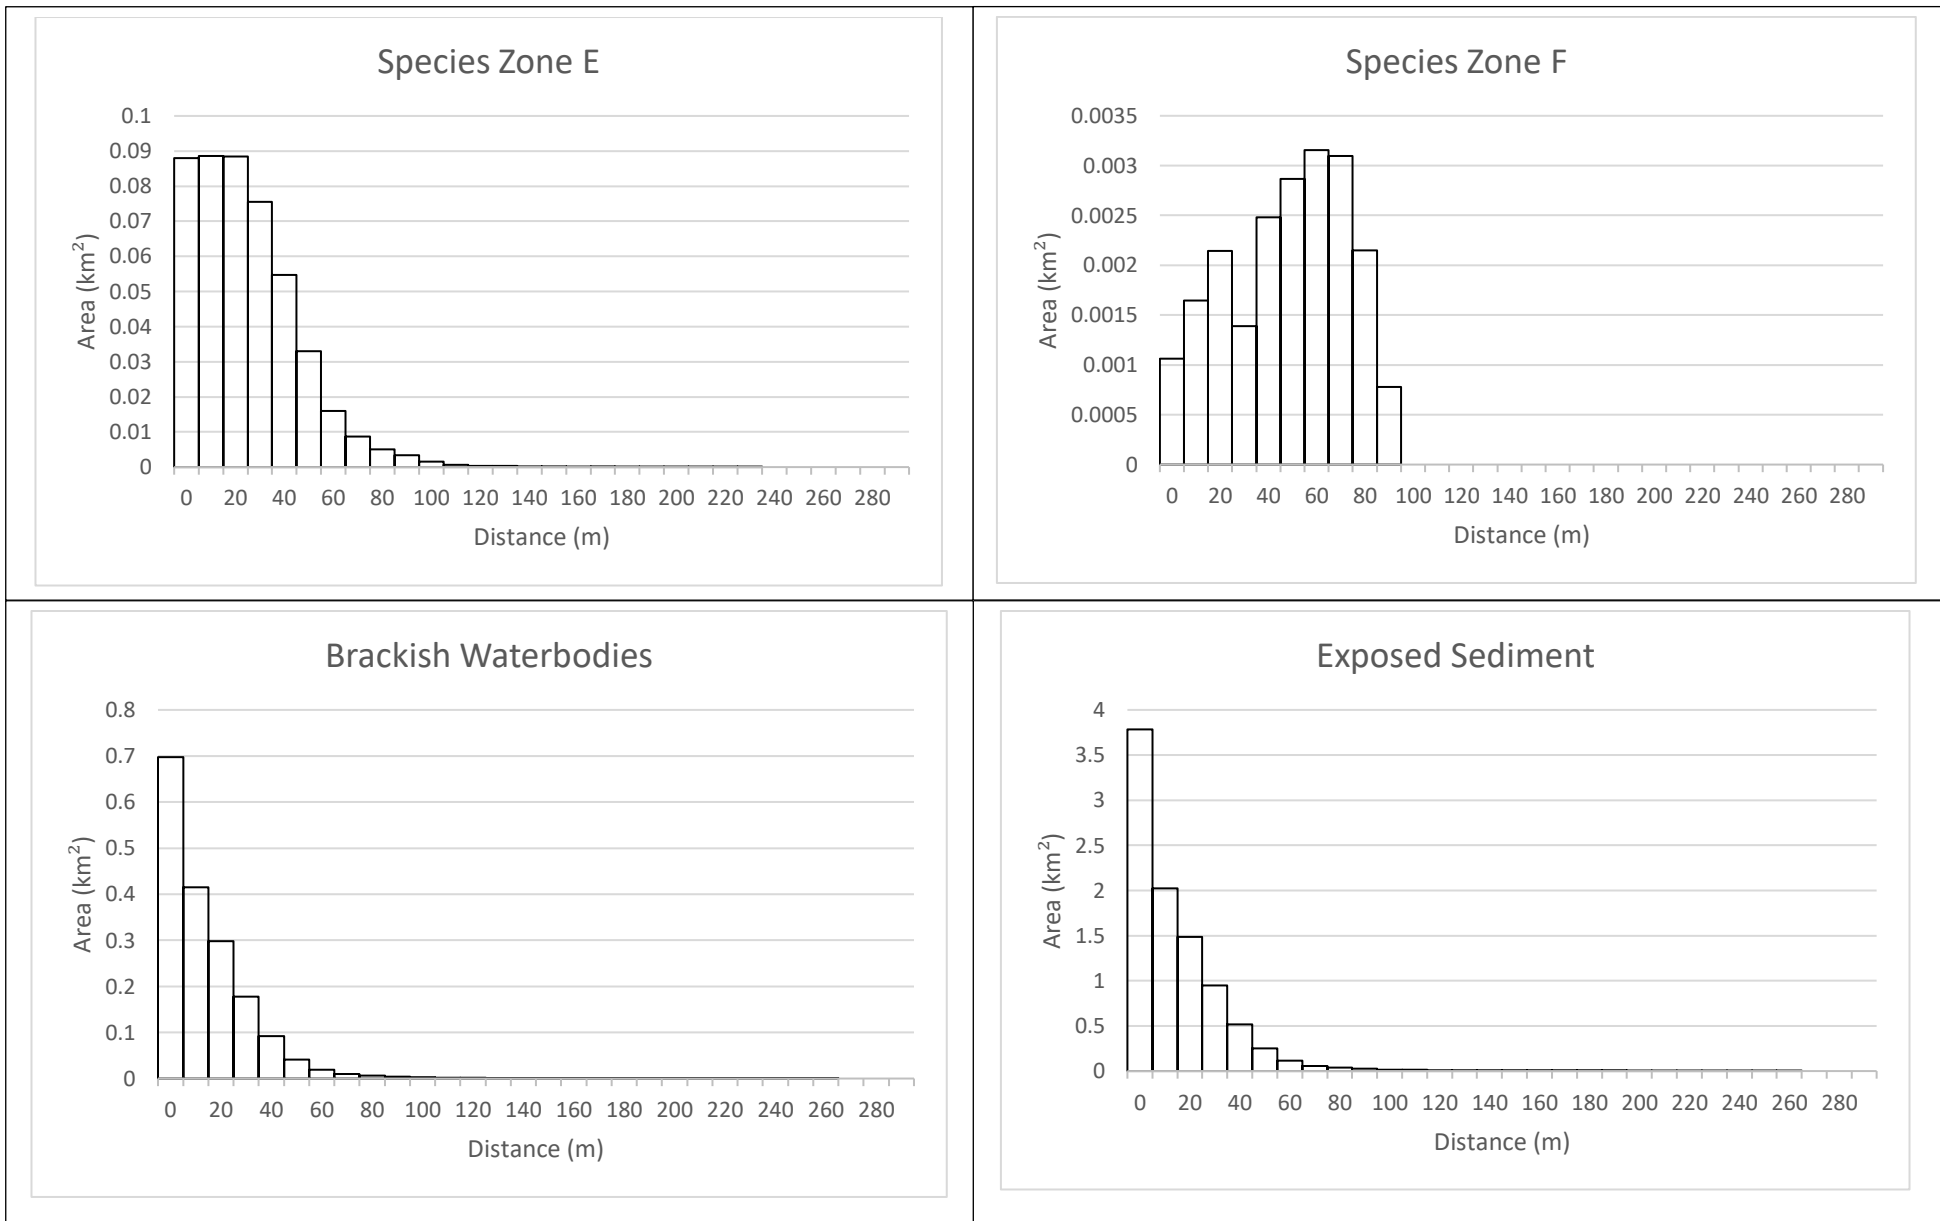 Species Zone E
0.1
0.09
0.08
0.07
0.06
0.05
0.04
0.03
0.02
0.01
0
Area (km²)
0 20 40 60 80 100 120 140 160 180 200 220 240 260 280
Distance (m)
Species Zone F
0.0035
0.003
0.0025
0.002
0.0015
0.001
0.0005
0
Area (km²)
0 20 40 60 80 100 120 140 160 180 200 220 240 260 280
Distance (m)
Brackish Waterbodies
0.8
0.7
0.6
0.5
0.4
0.3
0.2
0.1
0
Area (km²)
0 20 40 60 80 100 120 140 160 180 200 220 240 260 280
Distance (m)
Exposed Sediment
4
3.5
3
2.5
2
1.5
1
0.5
0
Area (km²)
0 20 40 60 80 100 120 140 160 180 200 220 240 260 280
Distance (m)